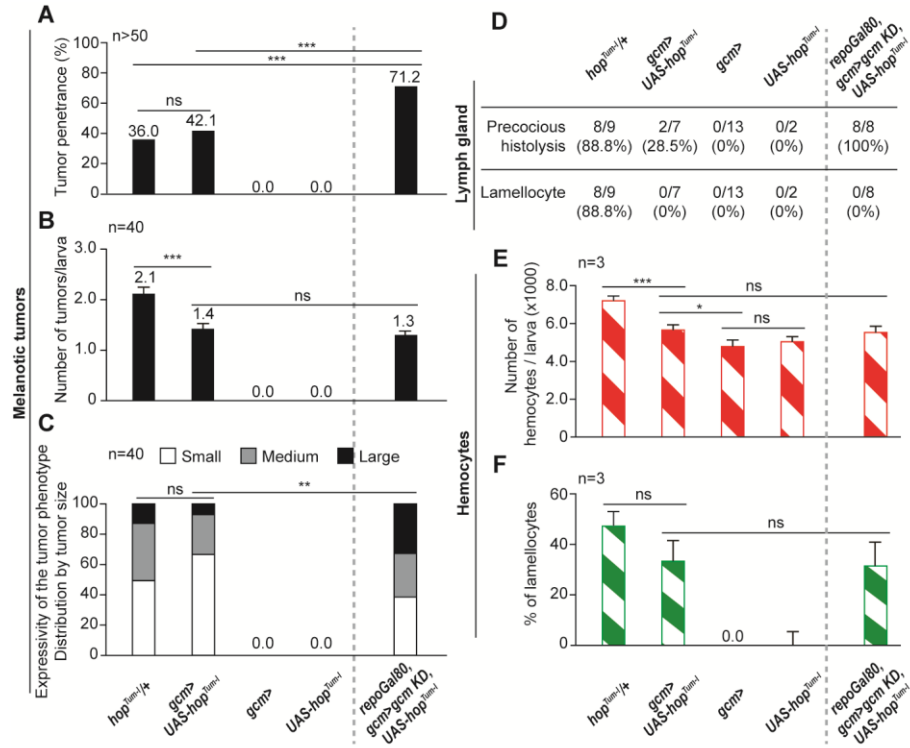 A
n>50
Tumor penetrance (%)
100
80
60
40
20
0
***
***
ns
36.0
42.1
0.0
0.0
71.2
B
n=40
Number of tumors/larva
3.0
2.0
1.0
0.0
***
ns
2.1
1.4
0.0
0.0
1.3
C
n=40
Small
Medium
Large
Expressivity of the tumor phenotype
Distribution by tumor size
100
80
60
40
20
0
ns
**
0.0
0.0
hop^Tum-l/+
gcm>
UAS-hop^Tum-l
gcm>
UAS-hop^Tum-l
repoGal80,
gcm>gcm KD,
UAS-hop^Tum-l
Melanotic tumors
D
hop^Tum-l/+
gcm>
UAS-hop^Tum-l
gcm>
UAS-hop^Tum-l
repoGal80,
gcm>gcm KD,
UAS-hop^Tum-l
Lymph gland
Precocious 8/9 2/7 0/13 0/2 8/8
histolysis (88.8%) (28.5%) (0%) (0%) (100%)
Lamellocyte 8/9 0/7 0/13 0/2 0/8
(88.8%) (0%) (0%) (0%) (0%)
Hemocytes
E
n=3
Number of
hemocytes / larva (x1000)
8.0
6.0
4.0
2.0
0
***
ns
*
ns
F
n=3
% of lamellocytes
60
40
20
0
ns
ns
0.0
hop^Tum-l/+
gcm>
UAS-hop^Tum-l
gcm>
UAS-hop^Tum-l
repoGal80,
gcm>gcm KD,
UAS-hop^Tum-l